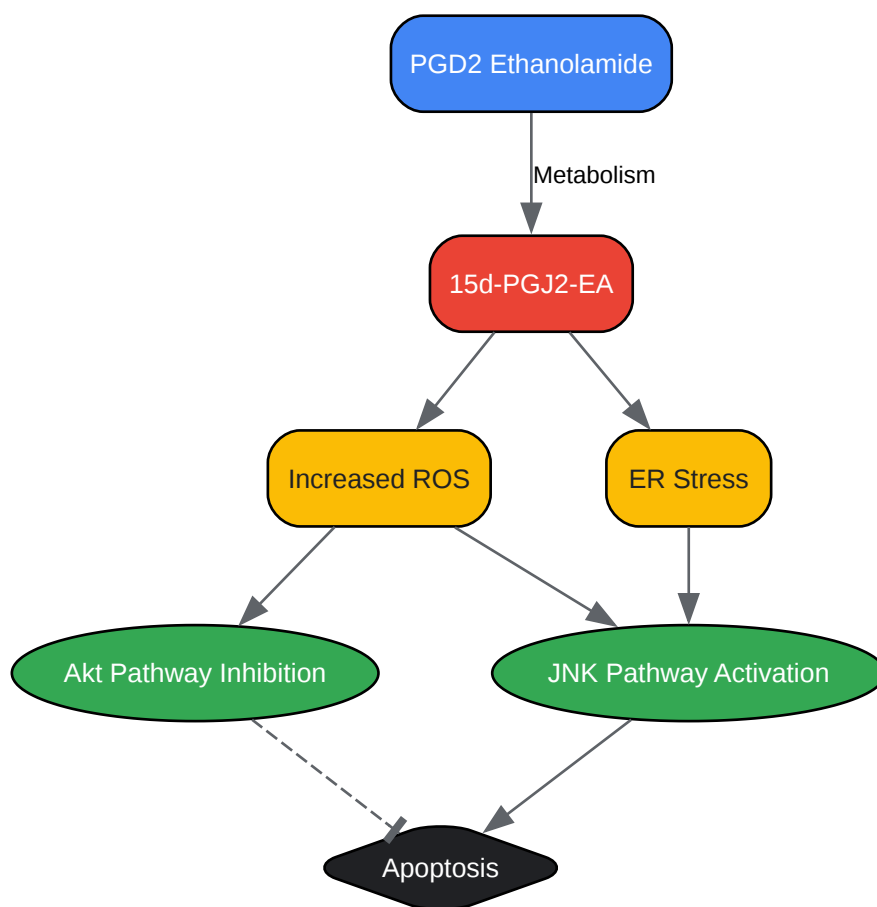 PGD2 Ethanolamide
Metabolism
15d-PGJ2-EA
Increased ROS
ER Stress
Akt Pathway Inhibition
JNK Pathway Activation
Apoptosis